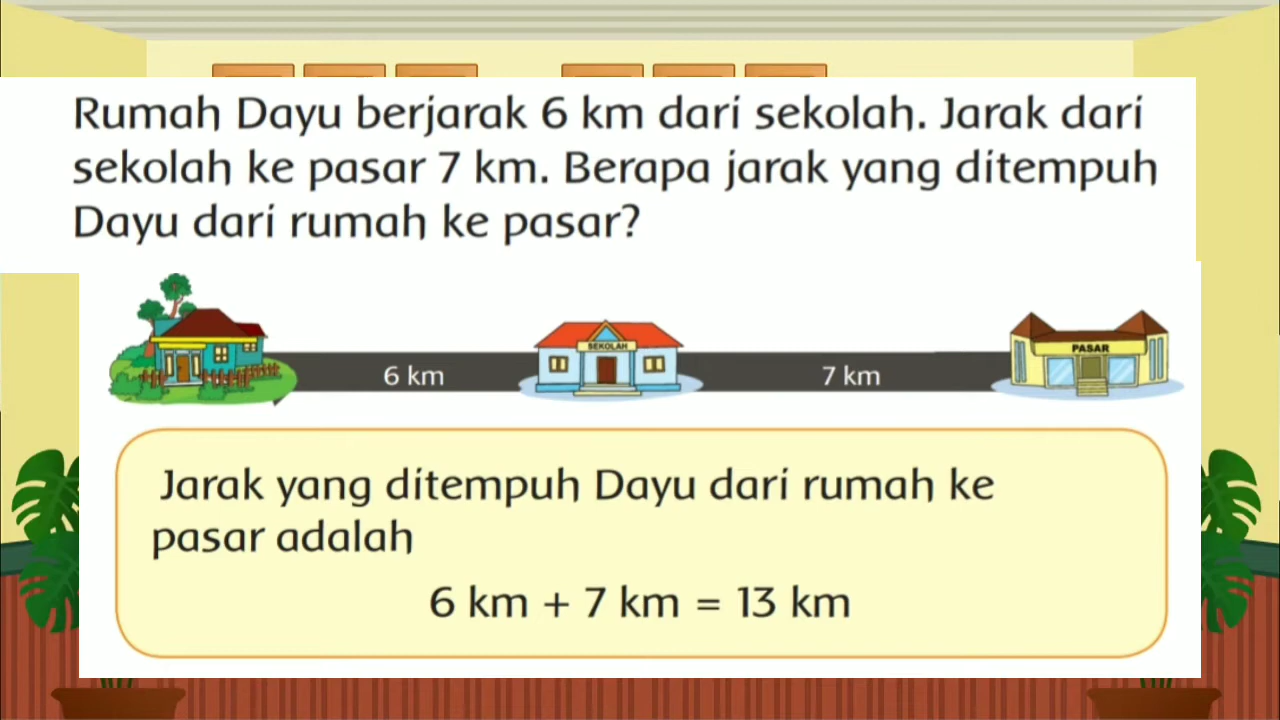 Rumah Dayu berjarak 6 km dari sekolah. Jarak dari
sekolah ke pasar 7 km. Berapa jarak yang ditempuh
Dayu dari rumah ke pasar?
SEKOLAH
PASAR
6 km
7 km
Jarak yang ditempuh Dayu dari rumah ke
pasar adalah
6 km + 7 km = 13 km